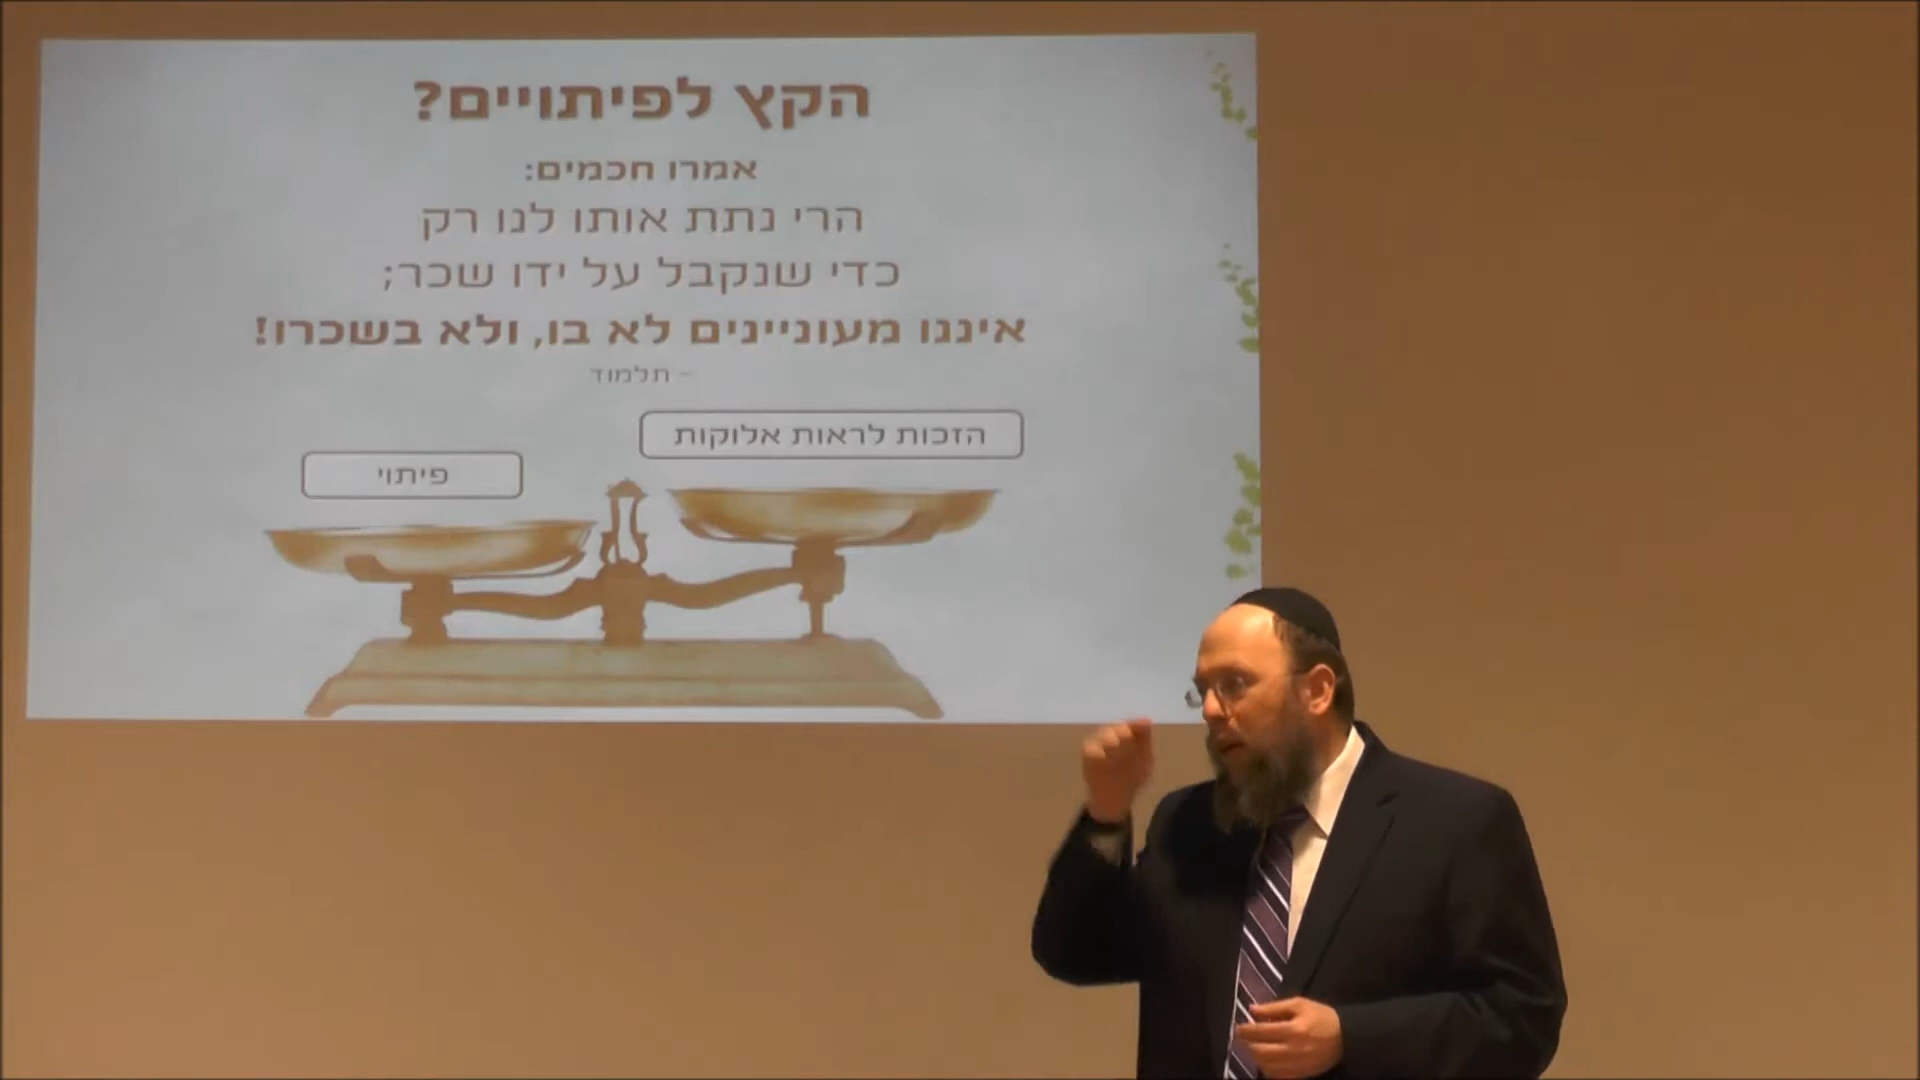 הקץ לפיתויים?
אמרו חכמים:
הרי נתת אותו לנו רק
כדי שנקבל על ידו שכר;
איננו מעוניינים לא בו, ולא בשכרו!
– תלמוד
הזכות לראות אלוקות
פיתוי